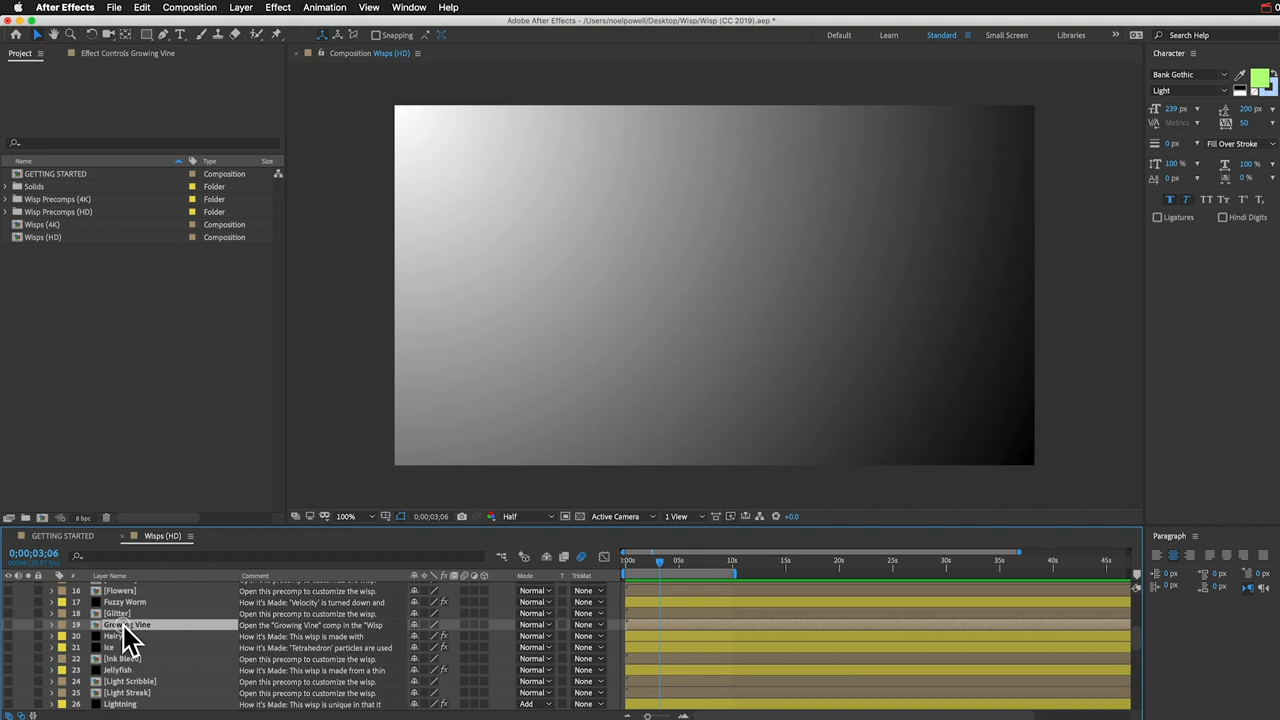 After Effects File Edit Composition Layer Effect Animation View Window Help
Adobe After Effects - /Users/noelpowell/Desktop/Wisp/Wisp (CC 2019).aep *
Snapping Default Learn Standard Small Screen Libraries >> Search Help
Project Effect Controls Growing Vine
Composition Wisps (HD)
Character
Bank Gothic
Light
239 px 200 px
Metrics 50
0 px Fill Over Stroke
100 % 100 %
0 px 0 %
T T TT Tr
Ligatures Hindi Digits
Name Type Size
GETTING STARTED Composition
Solids Folder
Wisp Precomps (4K) Folder
Wisp Precomps (HD) Folder
Wisps (4K) Composition
Wisps (HD) Composition
8 bpc
100% 0;00;03;06 Half Active Camera 1 View +0.0
GETTING STARTED Wisps (HD)
0;00;03;06
# Layer Name Comment Mode T TrkMat
05s 10s 15s 20s 25s 30s 35s 40s 45s
16 [Flowers] Open this precomp to customize the wisp. Normal None
17 Fuzzy Worm How it's Made: 'Velocity' is turned down and Normal None
18 [Glitter] Open this precomp to customize the wisp. Normal None
19 Growing Vine Open the "Growing Vine" comp in the "Wisp Normal None
20 How it's Made: This wisp is made with Normal None
21 Ice How it's Made: 'Tetrahedron' particles are used Normal None
22 [Ink Bleed] Open this precomp to customize the wisp. Normal None
23 Jellyfish How it's Made: This wisp is made from a thin Normal None
24 [Light Scribble] Open this precomp to customize the wisp. Normal None
25 [Light Streak] Open this precomp to customize the wisp. Normal None
26 Lightning How it's Made: This wisp is unique in that it Add None
Paragraph
0 px 0 px
0 px 0 px
0 px